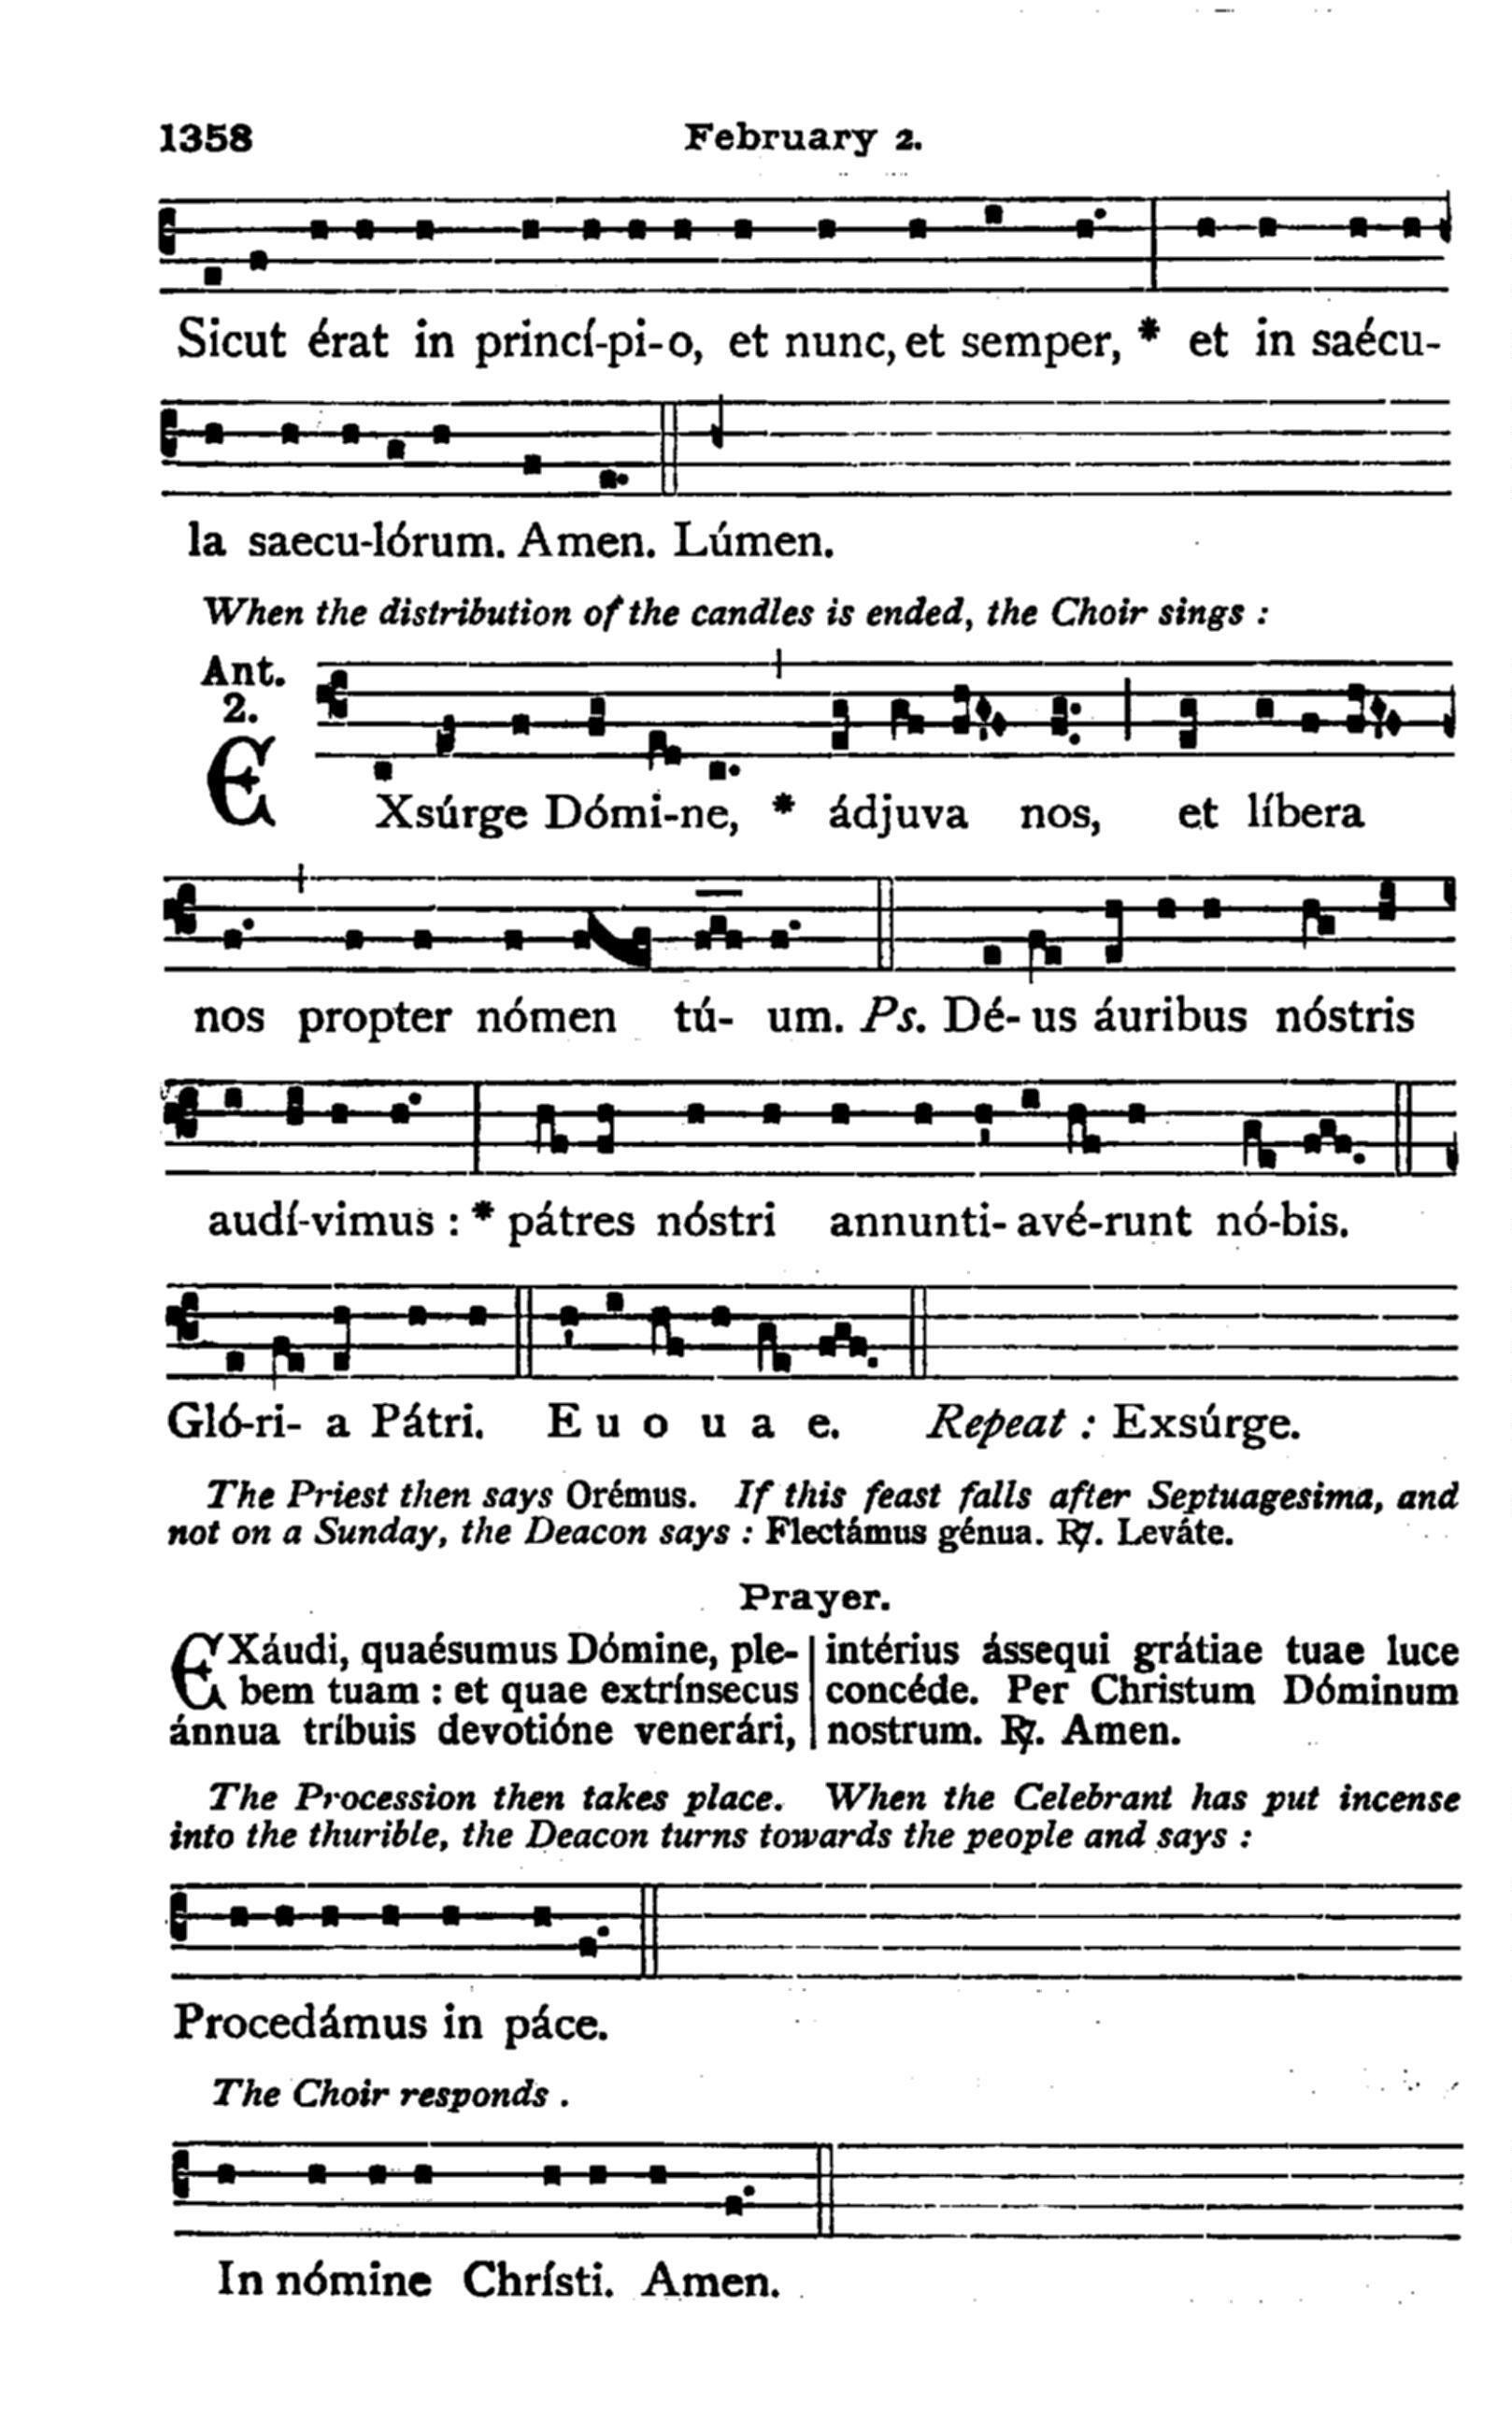 1358
February 2.
Sicut érat in princí-pi-o, et nunc, et semper, * et in saécu-
la saecu-lórum. Amen. Lúmen.
When the distribution of the candles is ended, the Choir sings :
Ant.
2.
EXsúrge Dómi-ne, * ádjuva nos, et líbera
nos propter nómen tú- um. Ps. Dé- us áuribus nóstris
audí-vimus : * pátres nóstri annunti- avé-runt nó-bis.
Gló-ri- a Pátri. E u o u a e. Repeat : Exsúrge.
The Priest then says Orémus. If this feast falls after Septuagesima, and
not on a Sunday, the Deacon says : Flectámus génua. ℟. Leváte.
Prayer.
EXáudi, quaésumus Dómine, ple-
bem tuam : et quae extrínsecus
ánnua tríbuis devotióne venerári,
intérius ássequi grátiae tuae luce
concéde. Per Christum Dóminum
nostrum. ℟. Amen.
The Procession then takes place. When the Celebrant has put incense
into the thurible, the Deacon turns towards the people and says :
Procedámus in páce.
The Choir responds .
In nómine Chrísti. Amen.